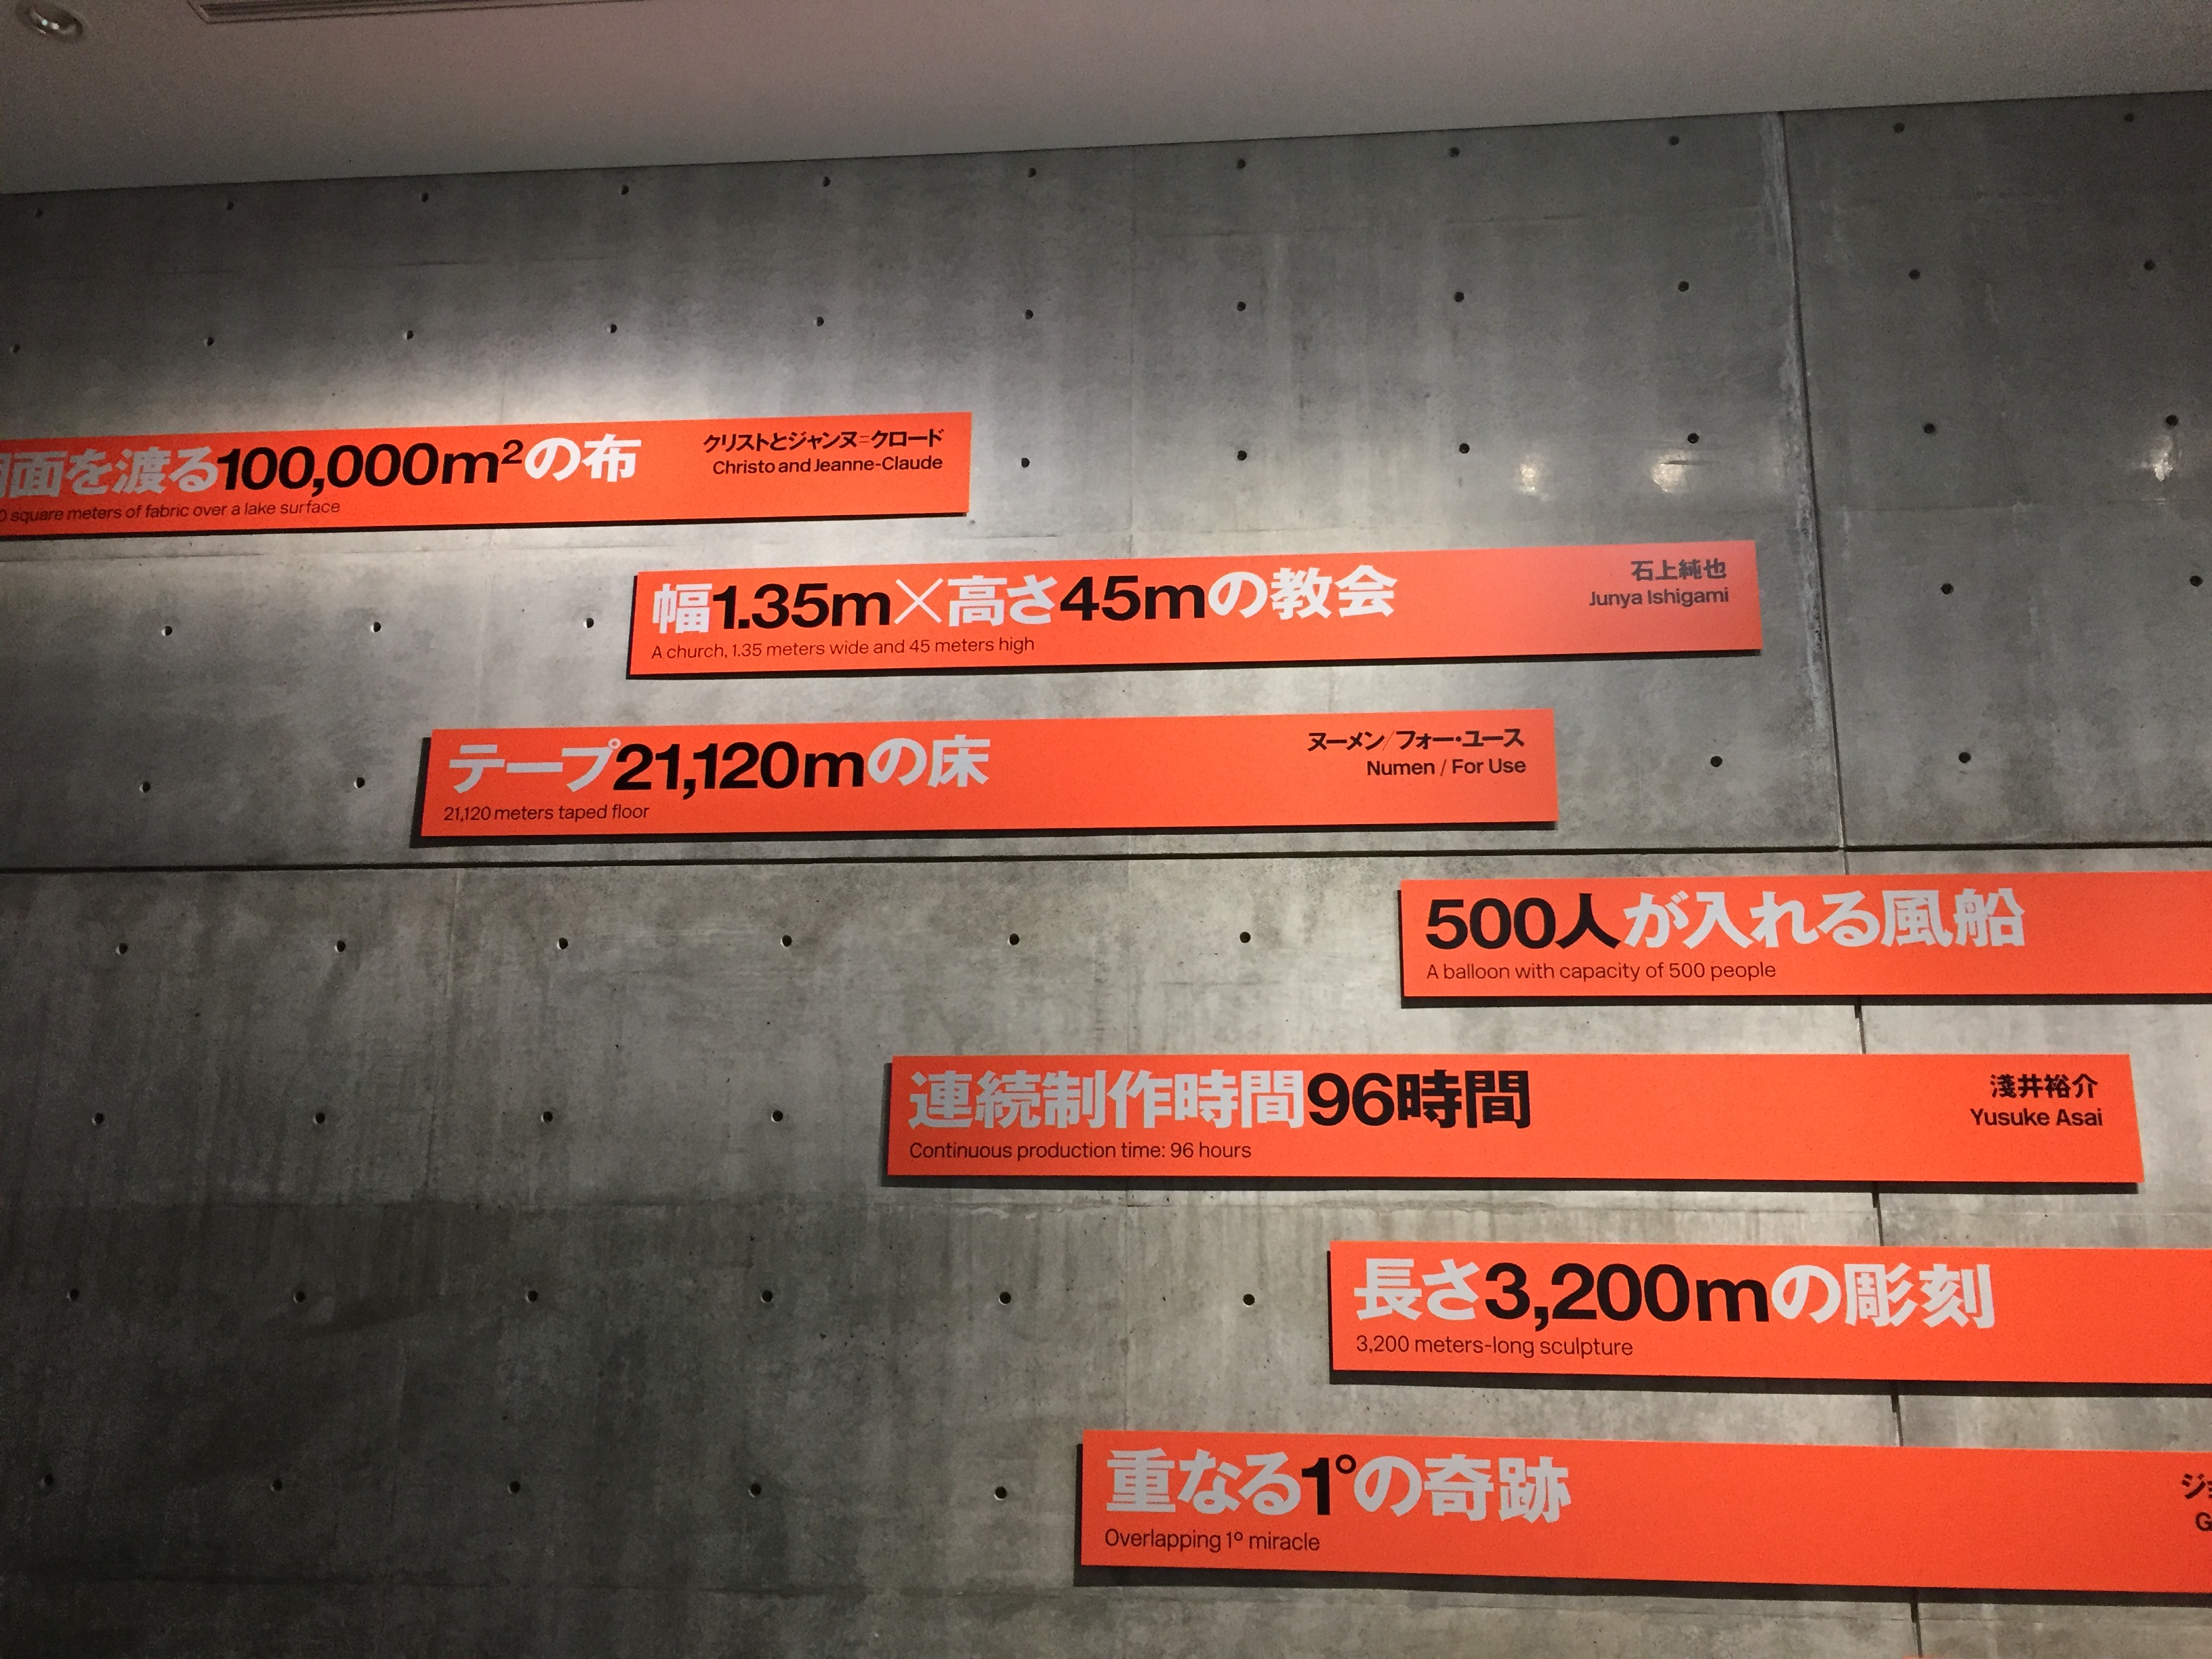 面を渡る100,000m²の布
クリストとジャンヌ=クロード
Christo and Jeanne-Claude
square meters of fabric over a lake surface
幅1.35m×高さ45mの教会
石上純也
Junya Ishigami
A church, 1.35 meters wide and 45 meters high
テープ21,120mの床
ヌーメン/フォー・ユース
Numen / For Use
21,120 meters taped floor
500人が入れる風船
A balloon with capacity of 500 people
連続制作時間96時間
淺井裕介
Yusuke Asai
Continuous production time: 96 hours
長さ3,200mの彫刻
3,200 meters-long sculpture
重なる1°の奇跡
Overlapping 1° miracle